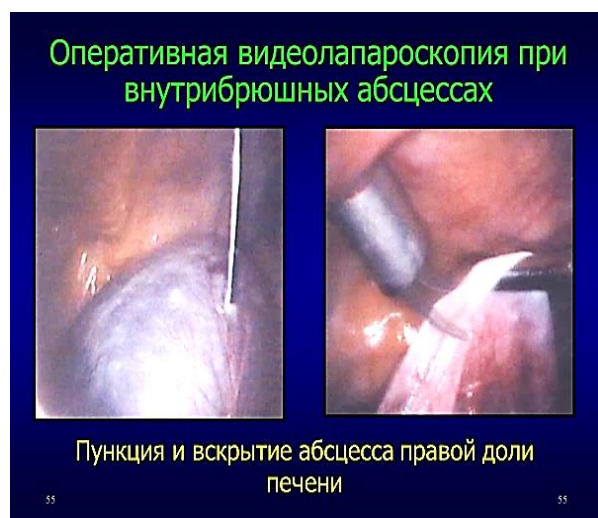 Оперативная видеолапароскопия при
внутрибрюшных абсцессах
Пункция и вскрытие абсцесса правой доли
печени
55
55